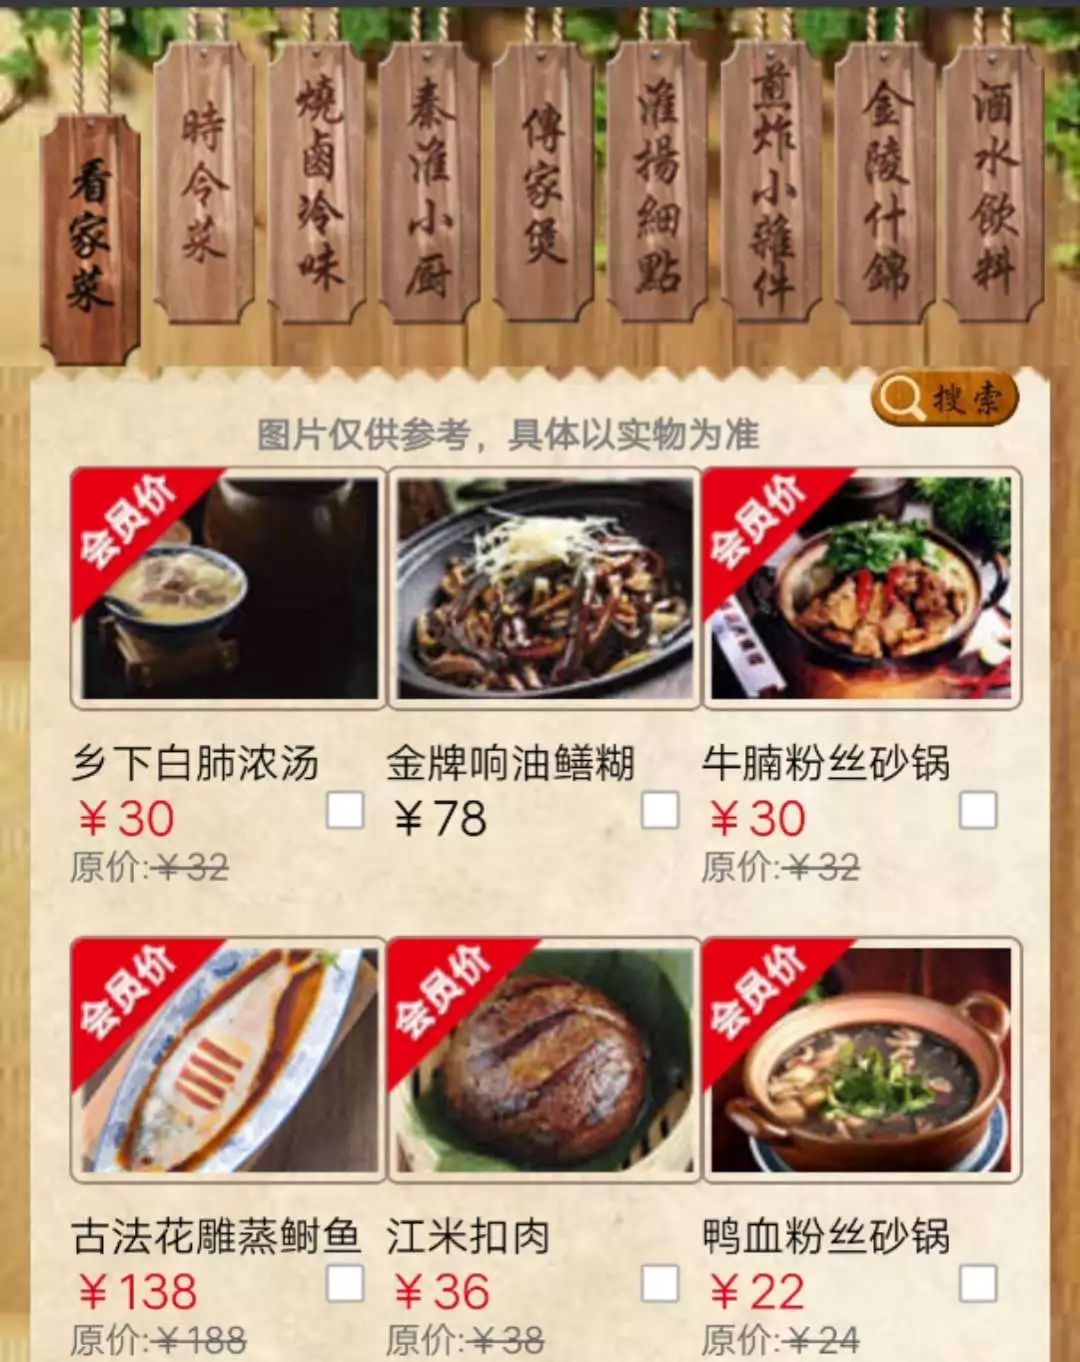 看家菜
時令菜
燒鹵冷味
秦淮小厨
傳家煲
淮揚細點
煎炸小雜件
金陵什錦
酒水飲料
搜索
图片仅供参考，具体以实物为准
会员价
会员价
乡下白肺浓汤
金牌响油鳝糊
牛腩粉丝砂锅
￥30
￥78
￥30
原价:￥32
原价:￥32
会员价
会员价
会员价
古法花雕蒸鲥鱼
江米扣肉
鸭血粉丝砂锅
￥138
￥36
￥22
原价:￥188
原价:￥38
原价:￥24